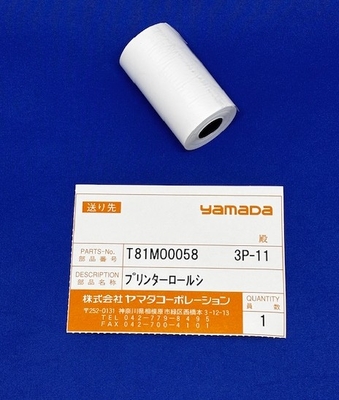 送り先
yamada
殿
PARTS-No. T81M00058 3P-11
部品番号
DESCRIPTION プリンターロールシ
部品名称
株式会社ヤマダコーポレーション QUANTITY
〒252-0131 神奈川県相模原市緑区西橋本3-12-13 員数
TEL 042-779-8495 1
FAX 042-700-4101